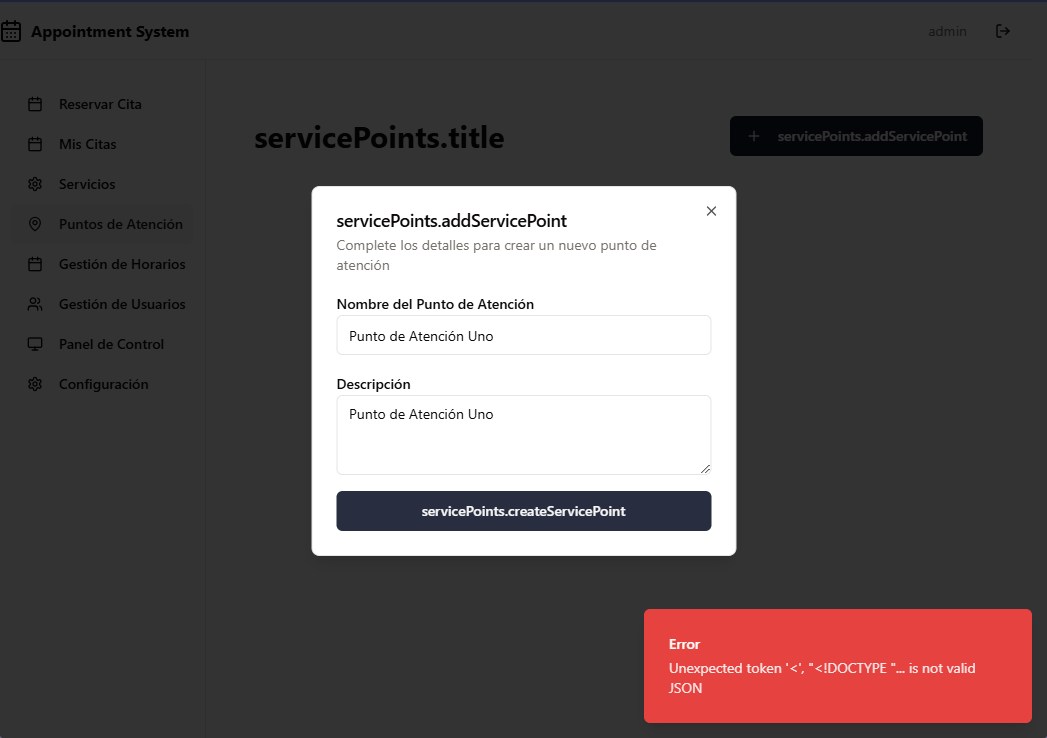 Appointment System
admin
Reservar Cita
Mis Citas
Servicios
Puntos de Atención
Gestión de Horarios
Gestión de Usuarios
Panel de Control
Configuración
servicePoints.title
servicePoints.addServicePoint
servicePoints.addServicePoint
Complete los detalles para crear un nuevo punto de
atención
Nombre del Punto de Atención
Punto de Atención Uno
Descripción
Punto de Atención Uno
servicePoints.createServicePoint
Error
Unexpected token '<', "<!DOCTYPE "... is not valid
JSON